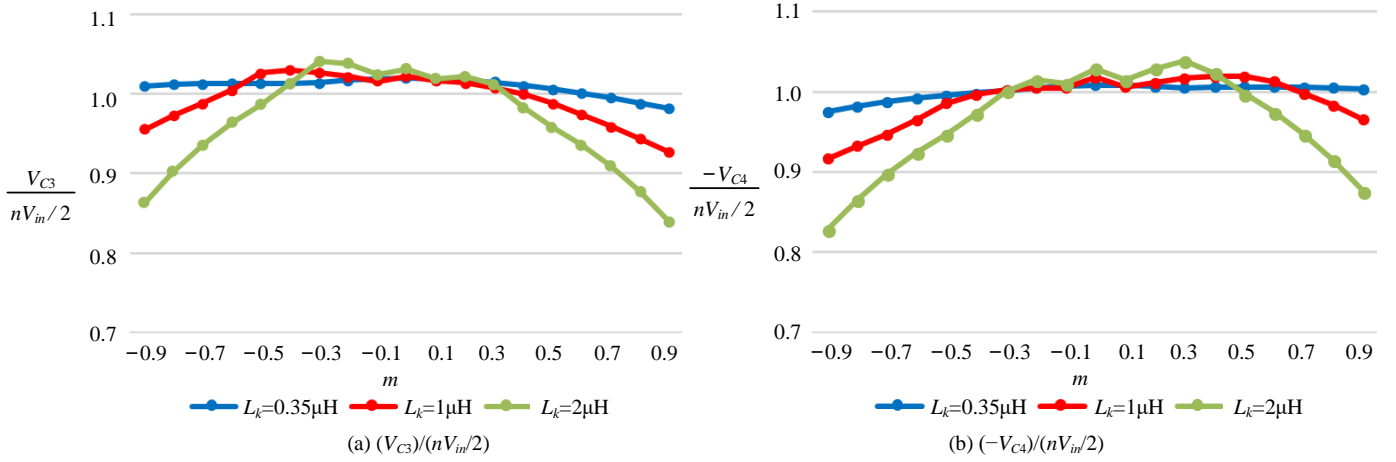 1.1
1.0
0.9
0.8
0.7
V_C3
nV_in / 2
−0.9 −0.7 −0.5 −0.3 −0.1 0.1 0.3 0.5 0.7 0.9
m
L_k=0.35μH L_k=1μH L_k=2μH
(a) (V_C3)/(nV_in/2)
1.1
1.0
0.9
0.8
0.7
−V_C4
nV_in / 2
−0.9 −0.7 −0.5 −0.3 −0.1 0.1 0.3 0.5 0.7 0.9
m
L_k=0.35μH L_k=1μH L_k=2μH
(b) (−V_C4)/(nV_in/2)